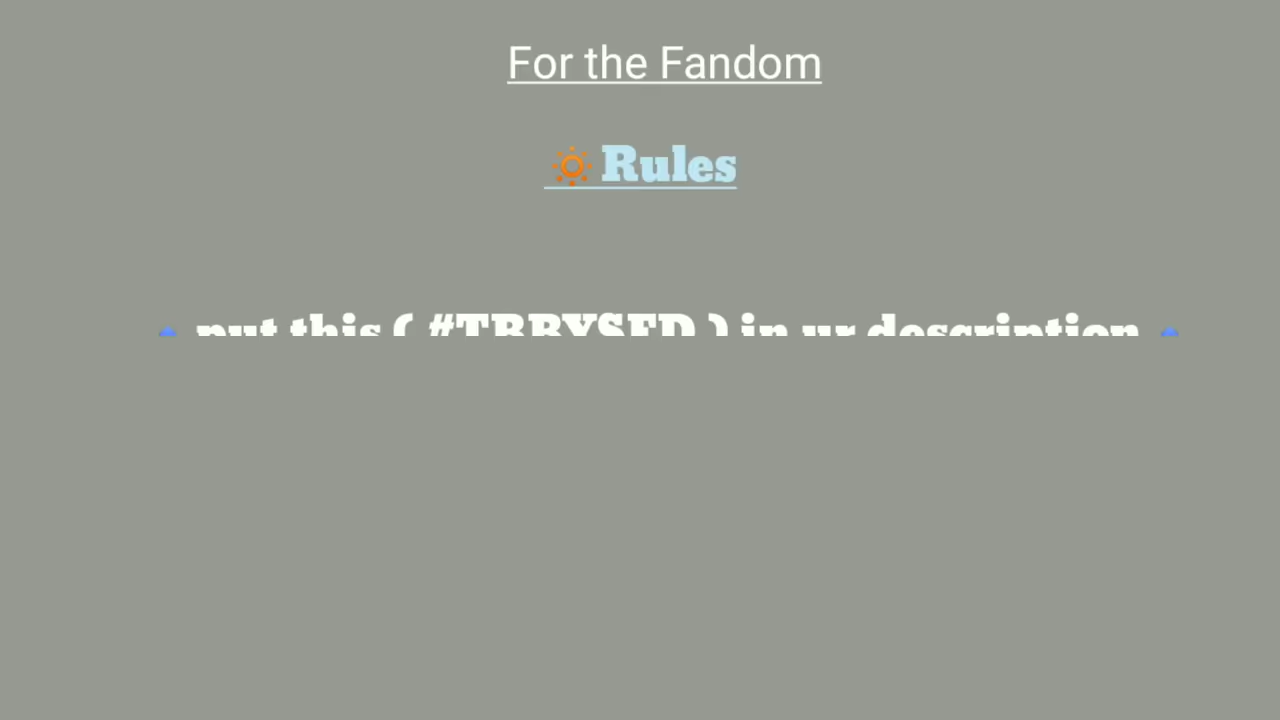 For the Fandom
🔅 Rules
put this ( ) in ur description